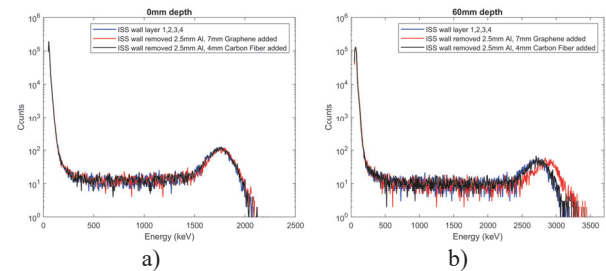 0mm depth
ISS wall layer 1,2,3,4
ISS wall removed 2.5mm Al, 7mm Graphene added
ISS wall removed 2.5mm Al, 4mm Carbon Fiber added
10^6
10^5
10^4
10^3
10^2
10^1
10^0
Ccunts
0 500 1000 1500 2000 2500
Energy (keV)
a)
60mm depth
ISS wall layer 1,2,3,4
ISS wall removed 2.5mm Al, 7mm Graphene added
ISS wall removed 2.5mm Al, 4mm Carbon Fiber added
10^6
10^5
10^4
10^3
10^2
10^1
10^0
Ccunts
0 500 1000 1500 2000 2500 3000 3500
Energy (keV)
b)